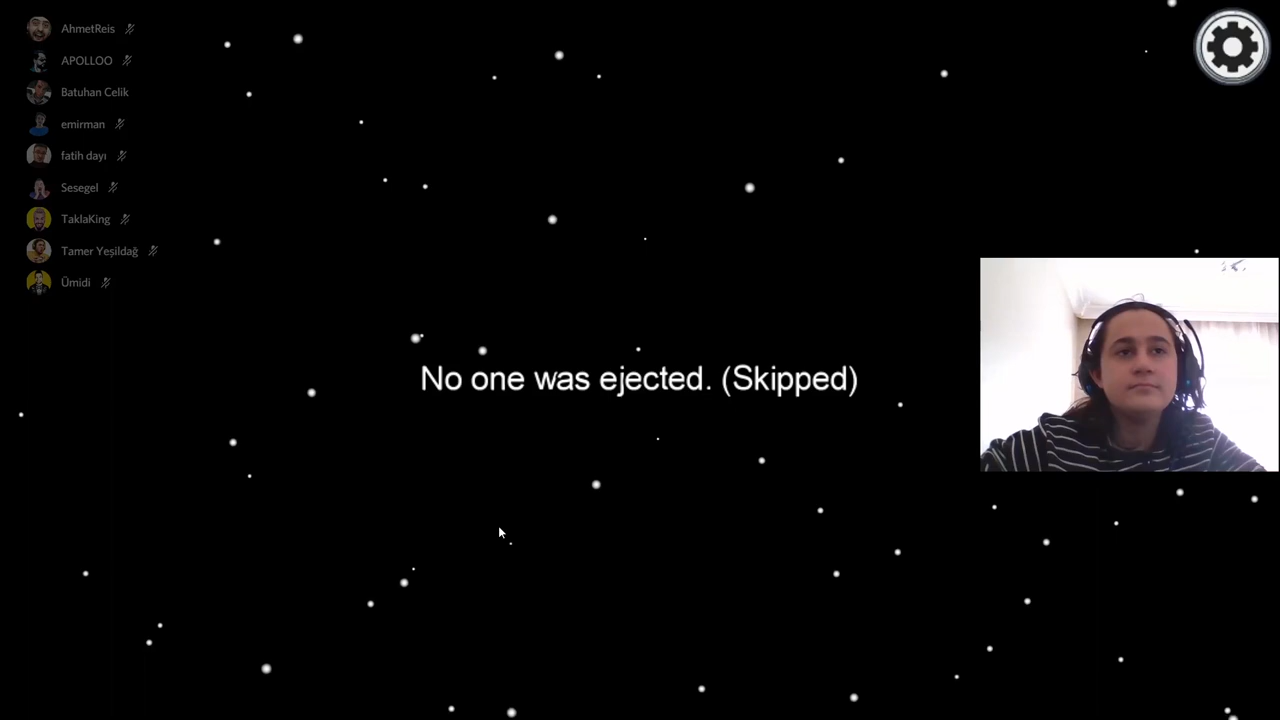 AhmetReis
APOLLOO
Batuhan Celik
emirman
fatih dayı
Sesegel
TaklaKing
Tamer Yeşildağ
Ümidi
No one was ejected. (Skipped)